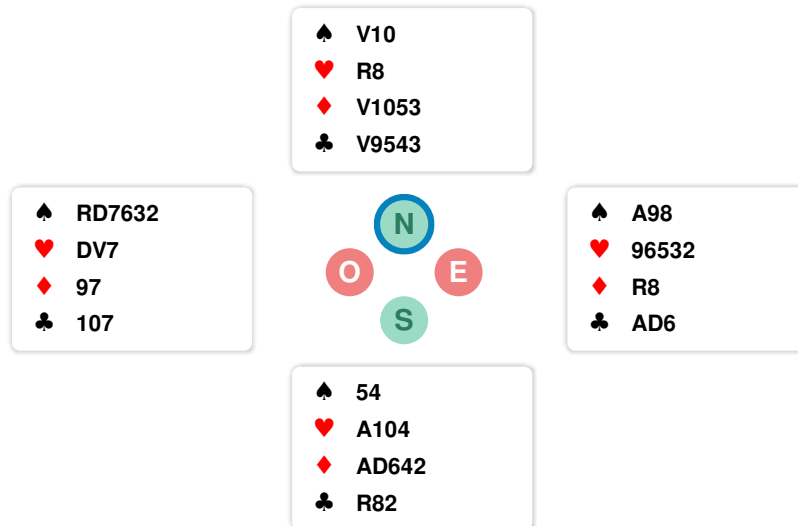 ♠ V10
♥ R8
♦ V1053
♣ V9543
♠ RD7632
♥ DV7
♦ 97
♣ 107
N
O
E
S
♠ A98
♥ 96532
♦ R8
♣ AD6
♠ 54
♥ A104
♦ AD642
♣ R82